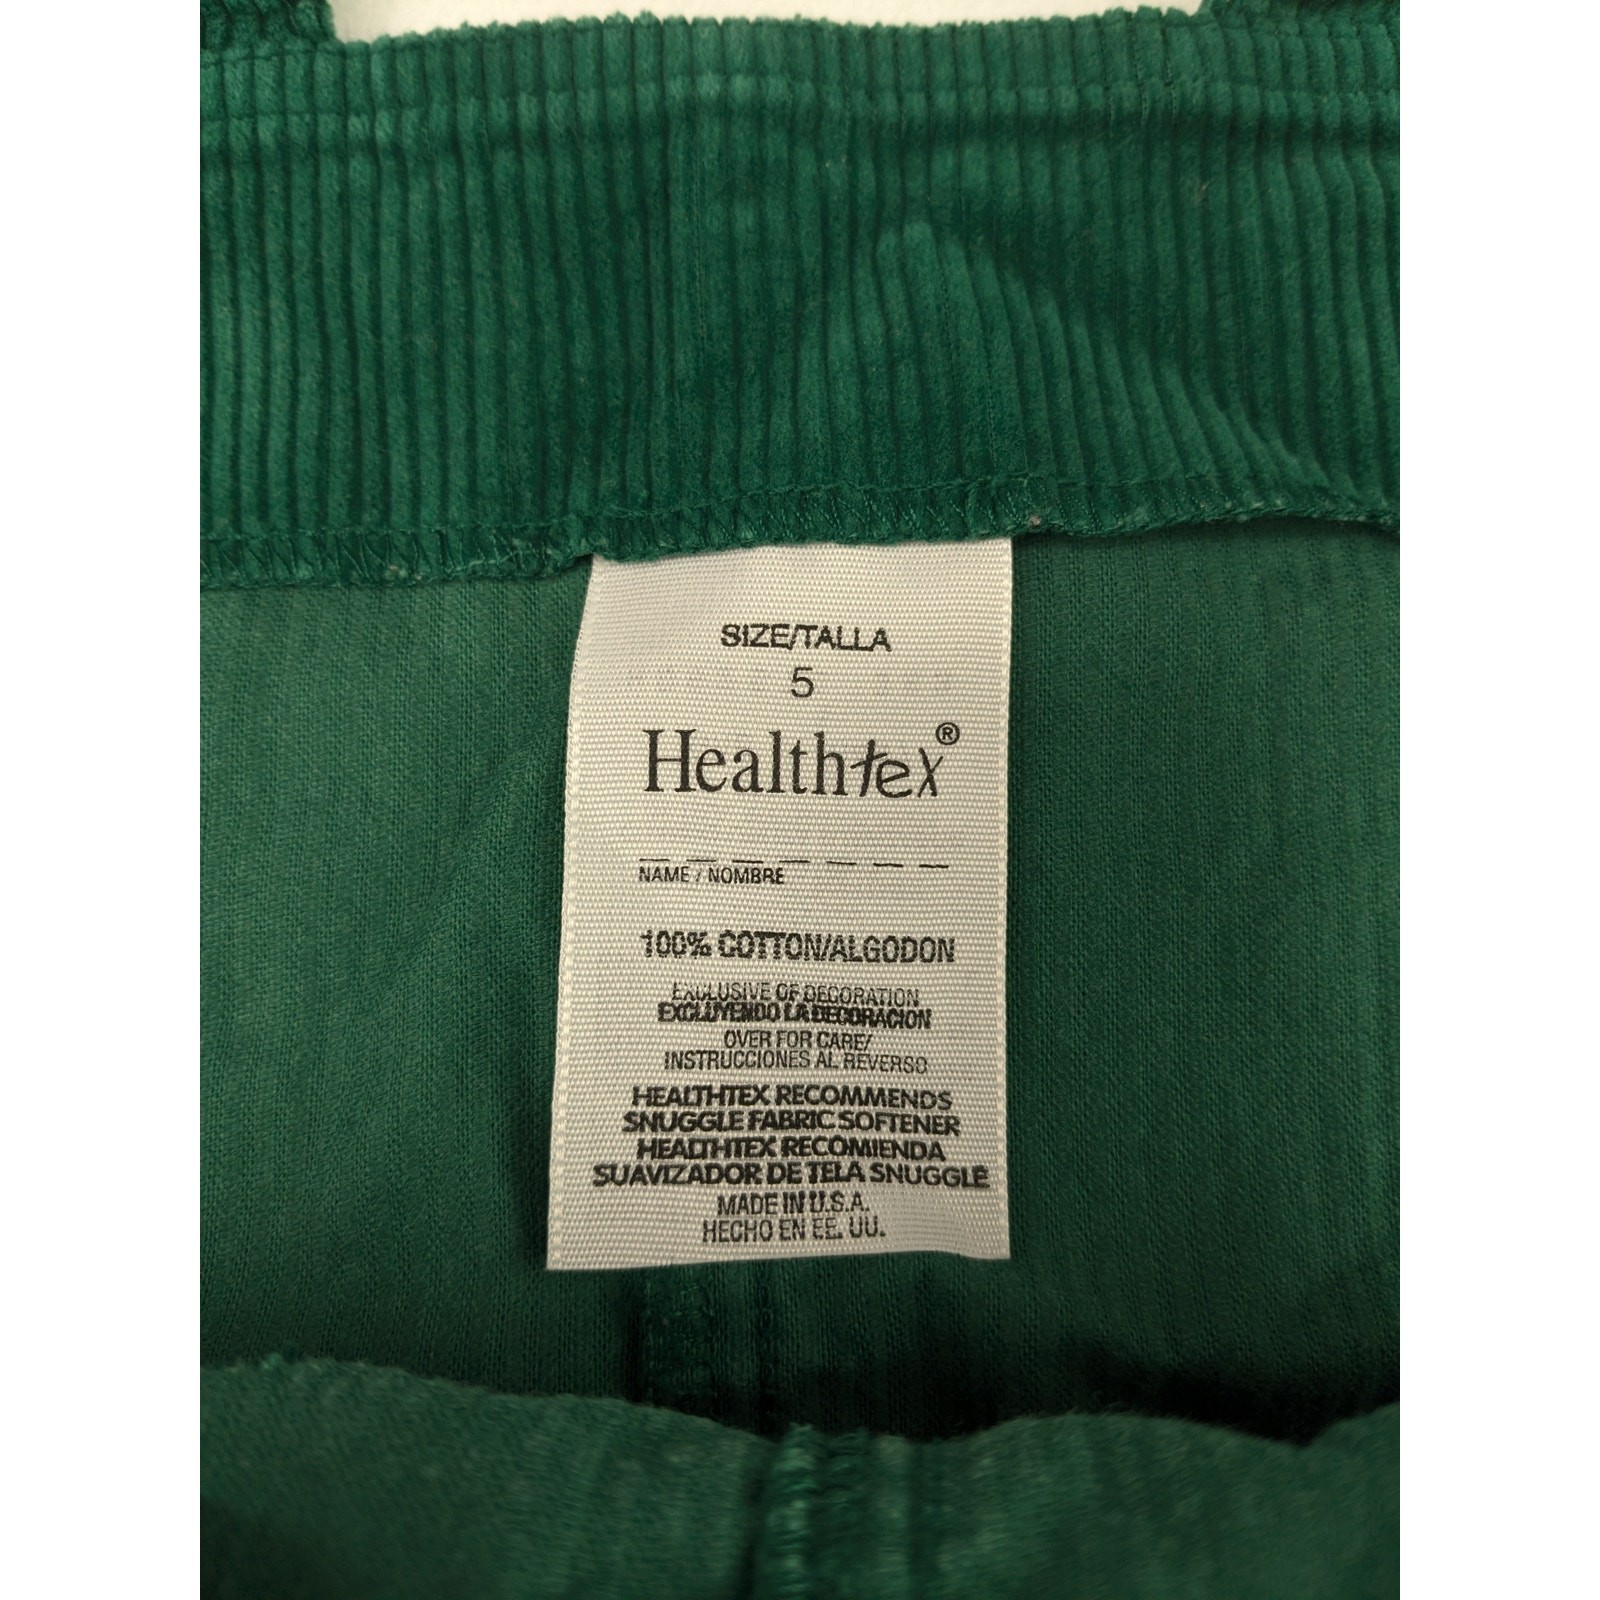 SIZE/TALLA
5
Healthtex®
NAME / NOMBRE
100% COTTON/ALGODON
EXCLUSIVE OF DECORATION
EXCLUYENDO LA DECORACION
OVER FOR CARE/
INSTRUCCIONES AL REVERSO
HEALTHTEX RECOMMENDS
SNUGGLE FABRIC SOFTENER
HEALTHTEX RECOMIENDA
SUAVIZADOR DE TELA SNUGGLE
MADE IN U.S.A.
HECHO EN EE. UU.